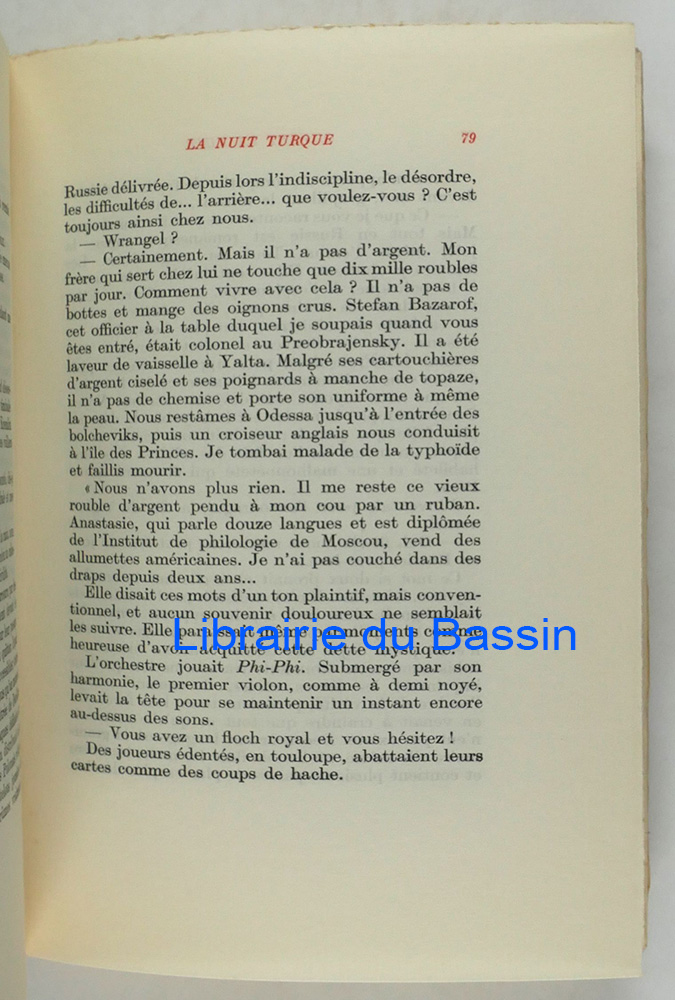 LA NUIT TURQUE 79
Russie délivrée. Depuis lors l'indiscipline, le désordre,
les difficultés de... l'arrière... que voulez-vous ? C'est
toujours ainsi chez nous.
— Wrangel ?
— Certainement. Mais il n'a pas d'argent. Mon
frère qui sert chez lui ne touche que dix mille roubles
par jour. Comment vivre avec cela ? Il n'a pas de
bottes et mange des oignons crus. Stefan Bazarof,
cet officier à la table duquel je soupais quand vous
êtes entré, était colonel au Preobrajensky. Il a été
laveur de vaisselle à Yalta. Malgré ses cartouchières
d'argent ciselé et ses poignards à manche de topaze,
il n'a pas de chemise et porte son uniforme à même
la peau. Nous restâmes à Odessa jusqu'à l'entrée des
bolcheviks, puis un croiseur anglais nous conduisit
à l'île des Princes. Je tombai malade de la typhoïde
et faillis mourir.
« Nous n'avons plus rien. Il me reste ce vieux
rouble d'argent pendu à mon cou par un ruban.
Anastasie, qui parle douze langues et est diplômée
de l'Institut de philologie de Moscou, vend des
allumettes américaines. Je n'ai pas couché dans des
draps depuis deux ans...
Elle disait ces mots d'un ton plaintif, mais conven-
tionnel, et aucun souvenir douloureux ne semblait
les suivre. Elle paraissait même par moments comme
heureuse d'avoir acquitté cette dette mystique.
Librairie du Bassin
L'orchestre jouait Phi-Phi. Submergé par son
harmonie, le premier violon, comme à demi noyé,
levait la tête pour se maintenir un instant encore
au-dessus des sons.
— Vous avez un floch royal et vous hésitez !
Des joueurs édentés, en touloupe, abattaient leurs
cartes comme des coups de hache.